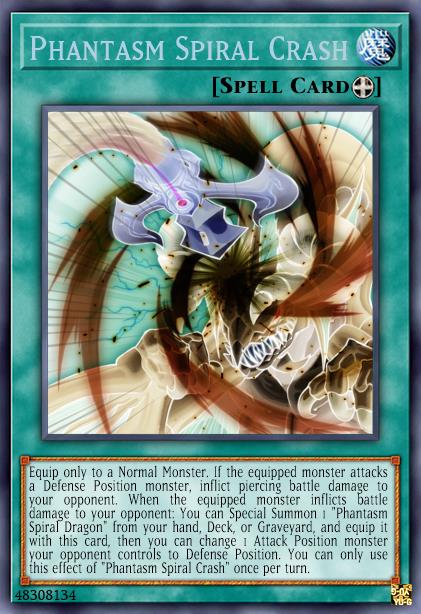 Phantasm Spiral Crash
魔
[Spell Card]
Equip only to a Normal Monster. If the equipped monster attacks
a Defense Position monster, inflict piercing battle damage to
your opponent. When the equipped monster inflicts battle
damage to your opponent: You can Special Summon 1 "Phantasm
Spiral Dragon" from your hand, Deck, or Graveyard, and equip it
with this card, then you can change 1 Attack Position monster
your opponent controls to Defense Position. You can only use
this effect of "Phantasm Spiral Crash" once per turn.
48308134